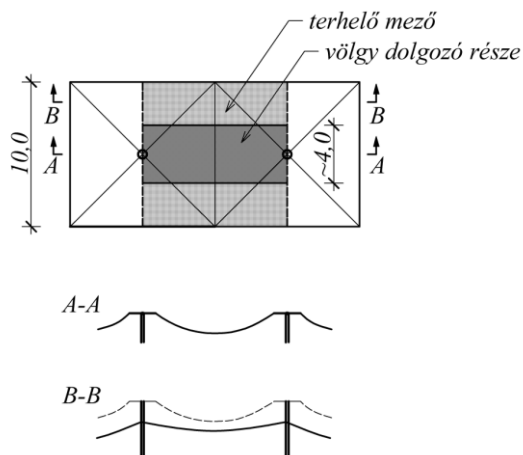 terhelő mező
völgy dolgozó része
B
B
10,0
A
~4,0
A
A-A
B-B